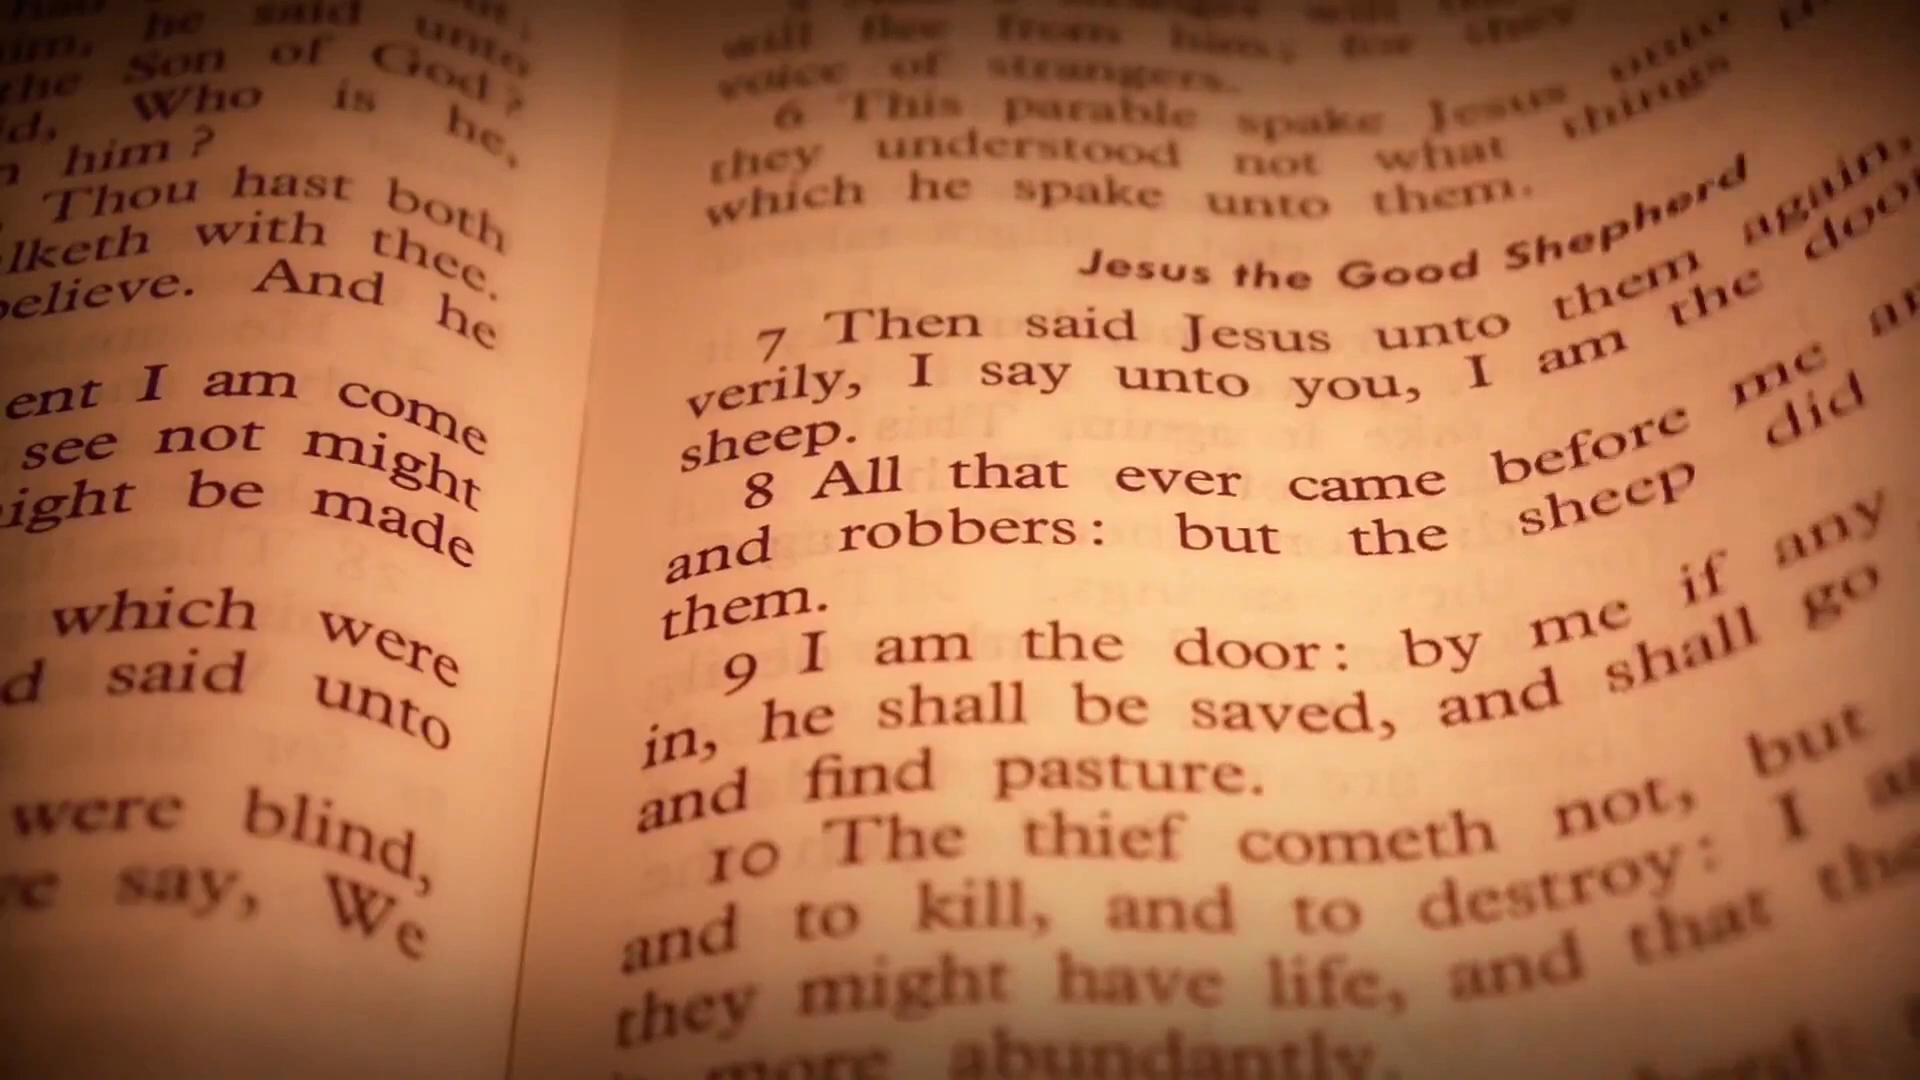 him, he said unto
the Son of God?
Who is he,
him?
Thou hast both
with thee.
And he
I am come
see not might
be made
which were
said unto
were blind,
say, We
will flee from him; for they
voice of strangers.
6 This parable spake Jesus unto
they understood not what things
which he spake unto them.
Jesus the Good Shepherd
7 Then said Jesus unto them again,
verily, I say unto you, I am the door
sheep.
8 All that ever came before me
and robbers: but the sheep did
them.
9 I am the door: by me if any
in, he shall be saved, and shall go
and find pasture.
10 The thief cometh not, but
and to kill, and to destroy: I
they might have life, and that
more abundantly.